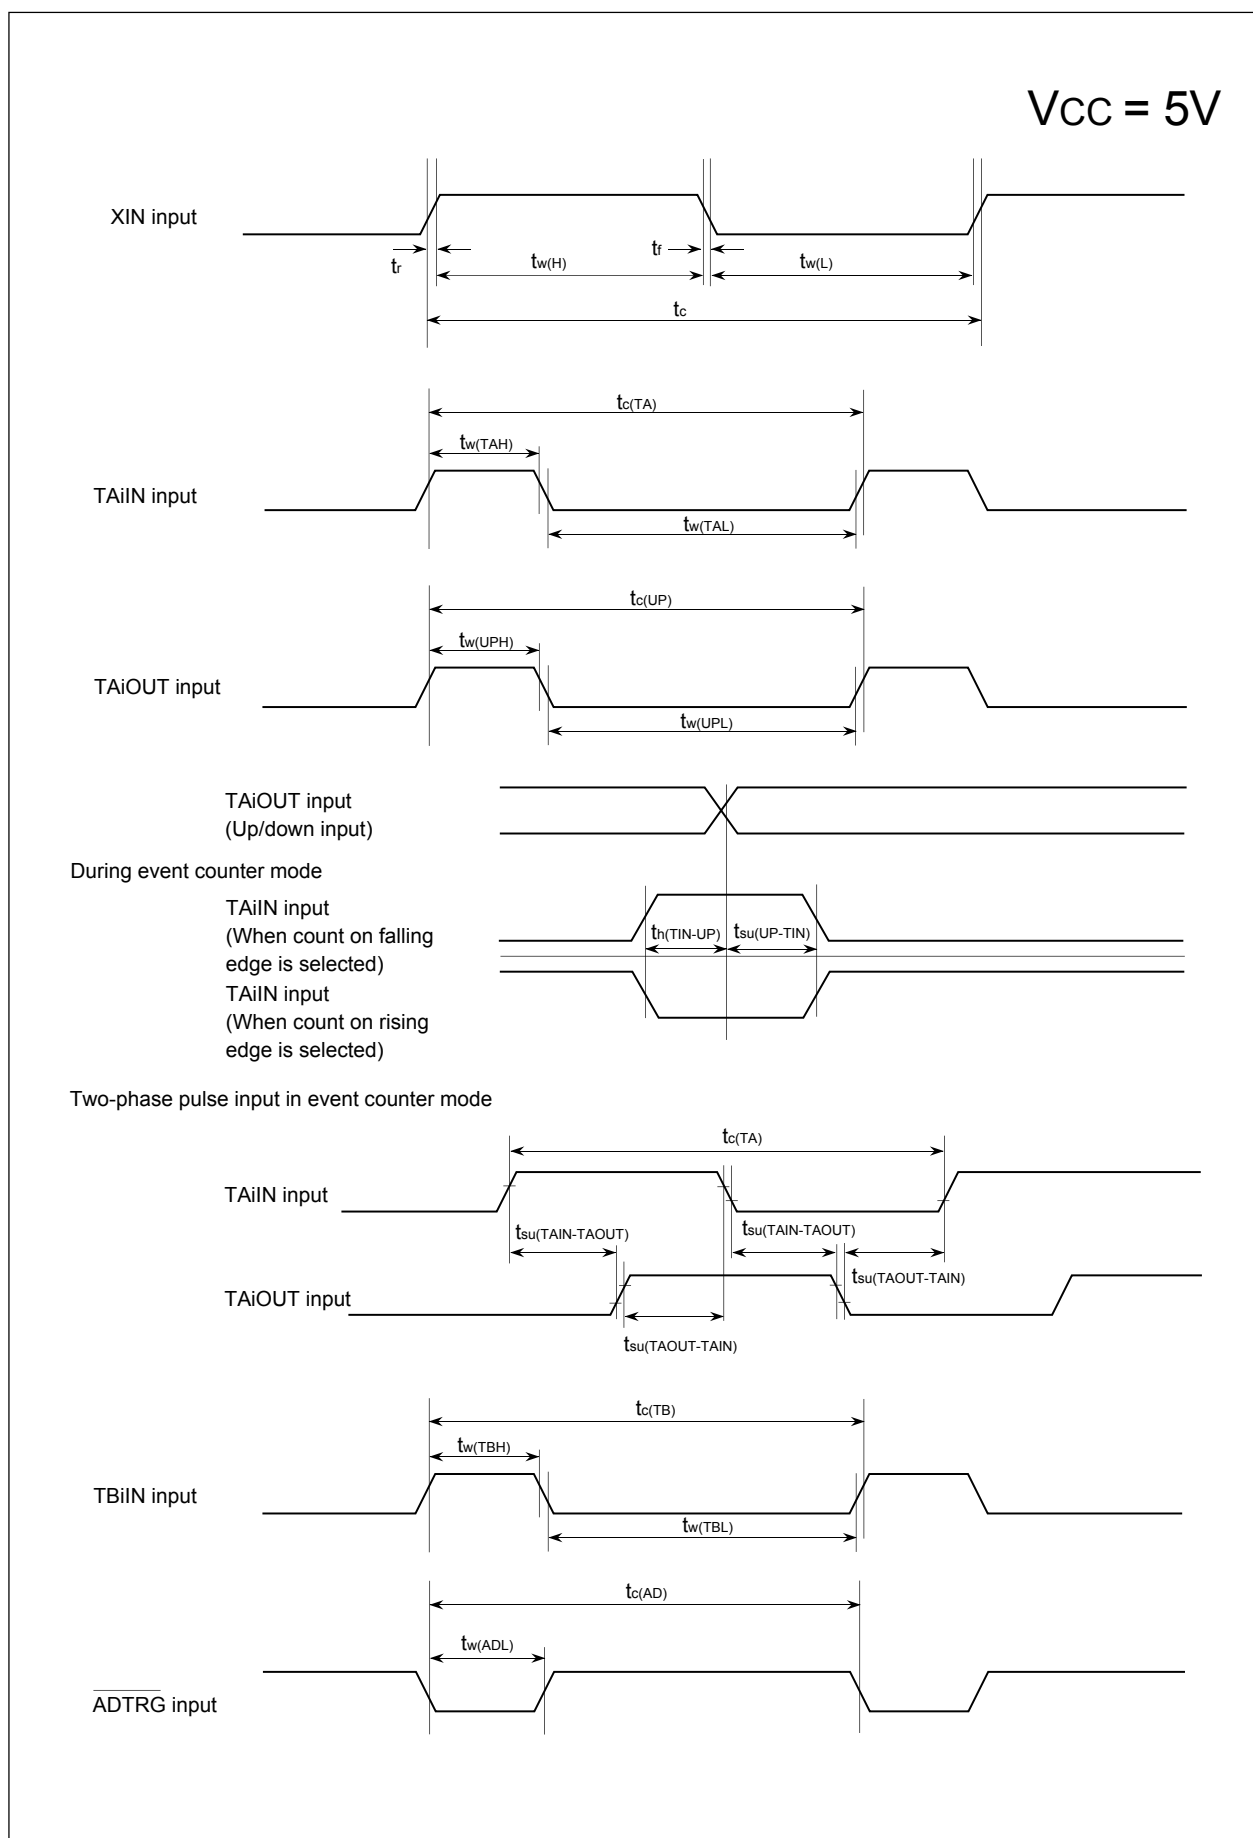 VCC = 5V
XIN input
tr
tw(H)
tf
tw(L)
tc
tc(TA)
tw(TAH)
TAiIN input
tw(TAL)
tc(UP)
tw(UPH)
TAiOUT input
tw(UPL)
TAiOUT input
(Up/down input)
During event counter mode
TAiIN input
(When count on falling
edge is selected)
th(TIN-UP)
tsu(UP-TIN)
TAiIN input
(When count on rising
edge is selected)
Two-phase pulse input in event counter mode
tc(TA)
TAiIN input
tsu(TAIN-TAOUT)
tsu(TAIN-TAOUT)
tsu(TAOUT-TAIN)
TAiOUT input
tsu(TAOUT-TAIN)
tc(TB)
tw(TBH)
TBiIN input
tw(TBL)
tc(AD)
tw(ADL)
ADTRG input